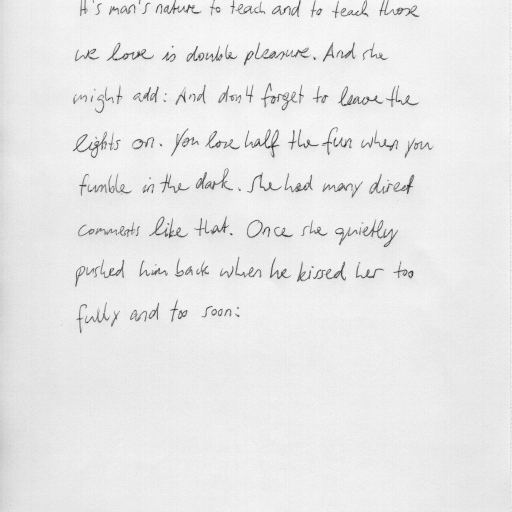 It's man's nature to teach and to teach those
we love is double pleasure. And she
might add: And don't forget to leave the
lights on. You lose half the fun when you
fumble in the dark. She had many direct
comments like that. Once she quietly
pushed him back when he kissed her too
fully and too soon: